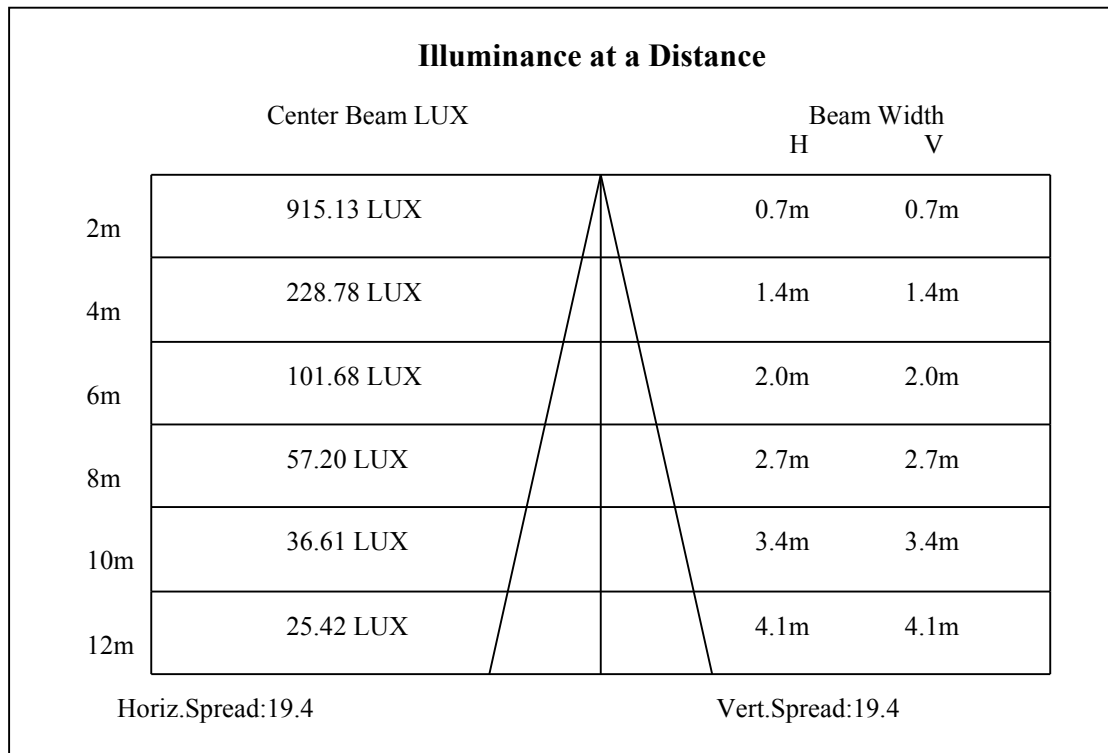 Illuminance at a Distance
Center Beam LUX Beam Width
H V
2m 915.13 LUX 0.7m 0.7m
4m 228.78 LUX 1.4m 1.4m
6m 101.68 LUX 2.0m 2.0m
8m 57.20 LUX 2.7m 2.7m
10m 36.61 LUX 3.4m 3.4m
12m 25.42 LUX 4.1m 4.1m
Horiz.Spread:19.4 Vert.Spread:19.4